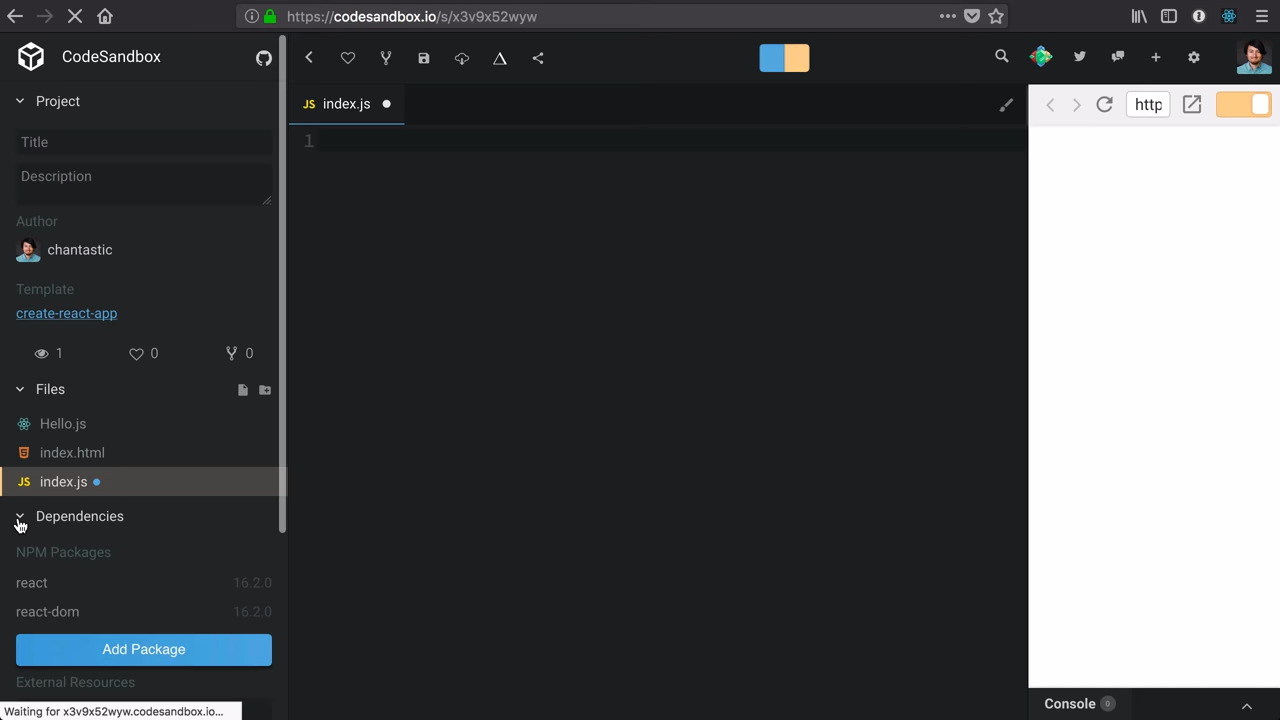 https://codesandbox.io/s/x3v9x52wyw
CodeSandbox
Project
Title
Description
Author
chantastic
Template
create-react-app
1
0
0
Files
Hello.js
index.html
JS index.js
Dependencies
NPM Packages
react 16.2.0
react-dom 16.2.0
Add Package
External Resources
Waiting for x3v9x52wyw.codesandbox.io...
JS index.js
1
http
Console 0